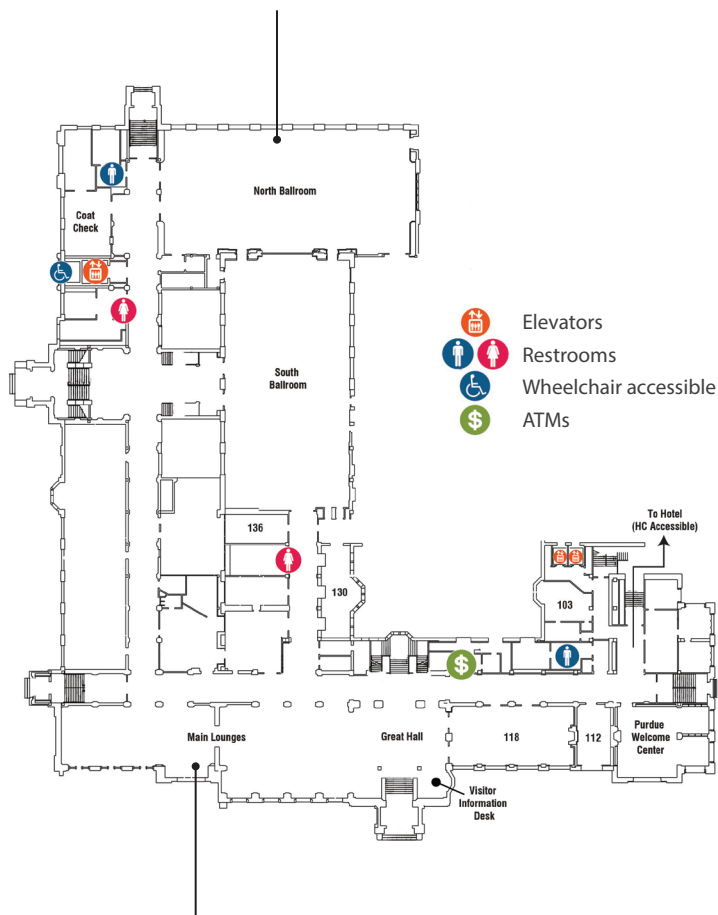 North Ballroom
Coat
Check
Elevators
Restrooms
Wheelchair accessible
$
ATMs
South
Ballroom
136
To Hotel
(HC Accessible)
130
103
$
Main Lounges
Great Hall
118
112
Purdue
Welcome
Center
Visitor
Information
Desk